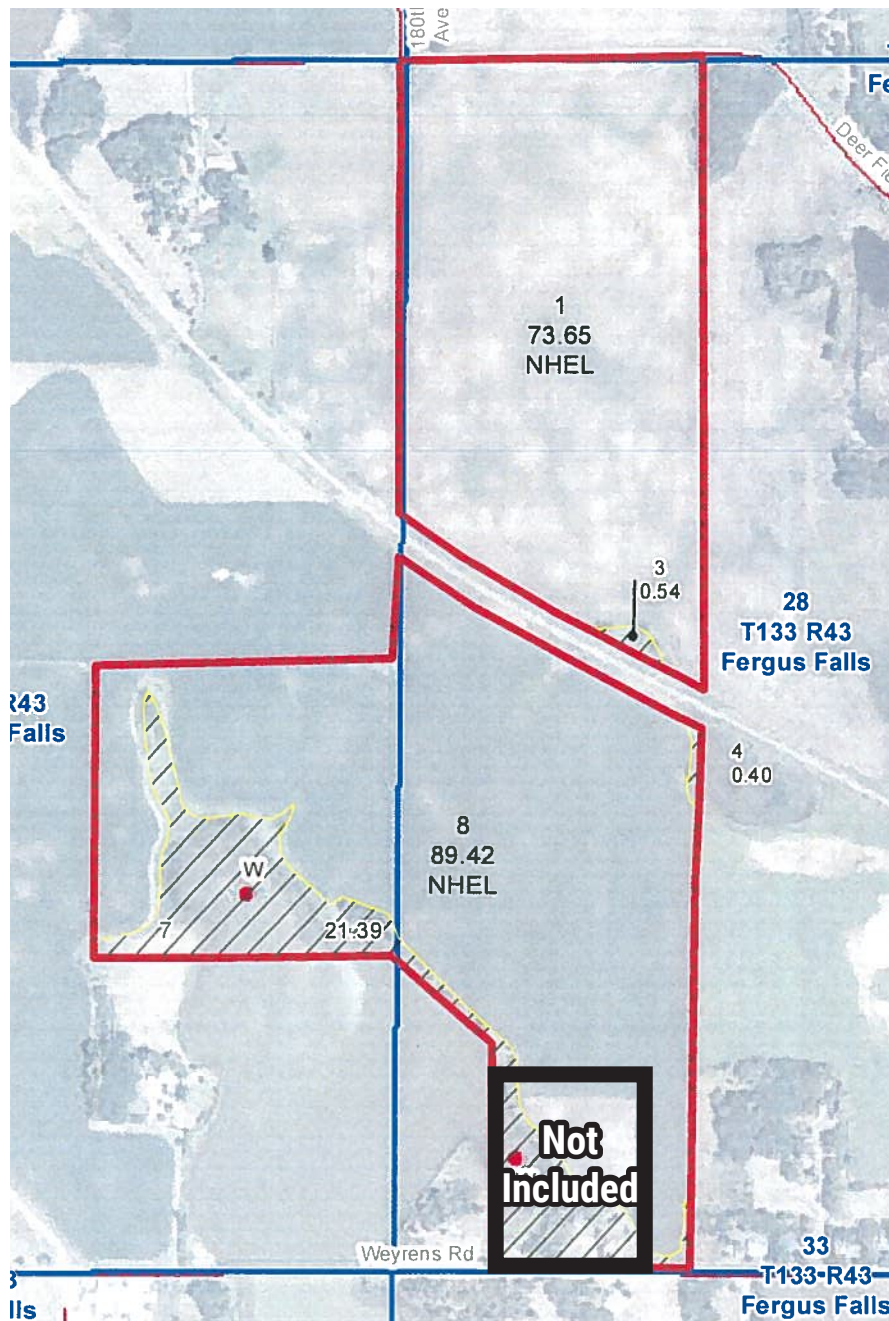 180th
Ave
Fe
Deer Fie
1
73.65
NHEL
3
0.54
28
T133 R43
Fergus Falls
R43
Falls
4
0.40
8
89.42
NHEL
W
7
21.39
Not
Included
Weyrens Rd
33
T133-R43
Fergus Falls
3
lls